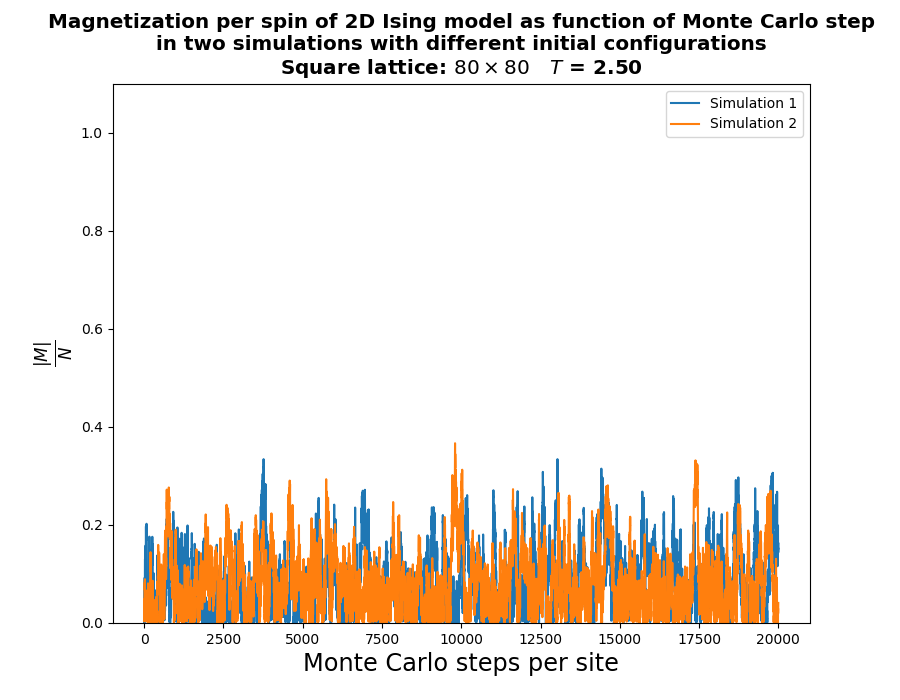 Magnetization per spin of 2D Ising model as function of Monte Carlo step
in two simulations with different initial configurations
Square lattice: 80 × 80 T = 2.50
Simulation 1
Simulation 2
1.0
0.8
0.6
0.4
0.2
0.0
|M|
N
0 2500 5000 7500 10000 12500 15000 17500 20000
Monte Carlo steps per site